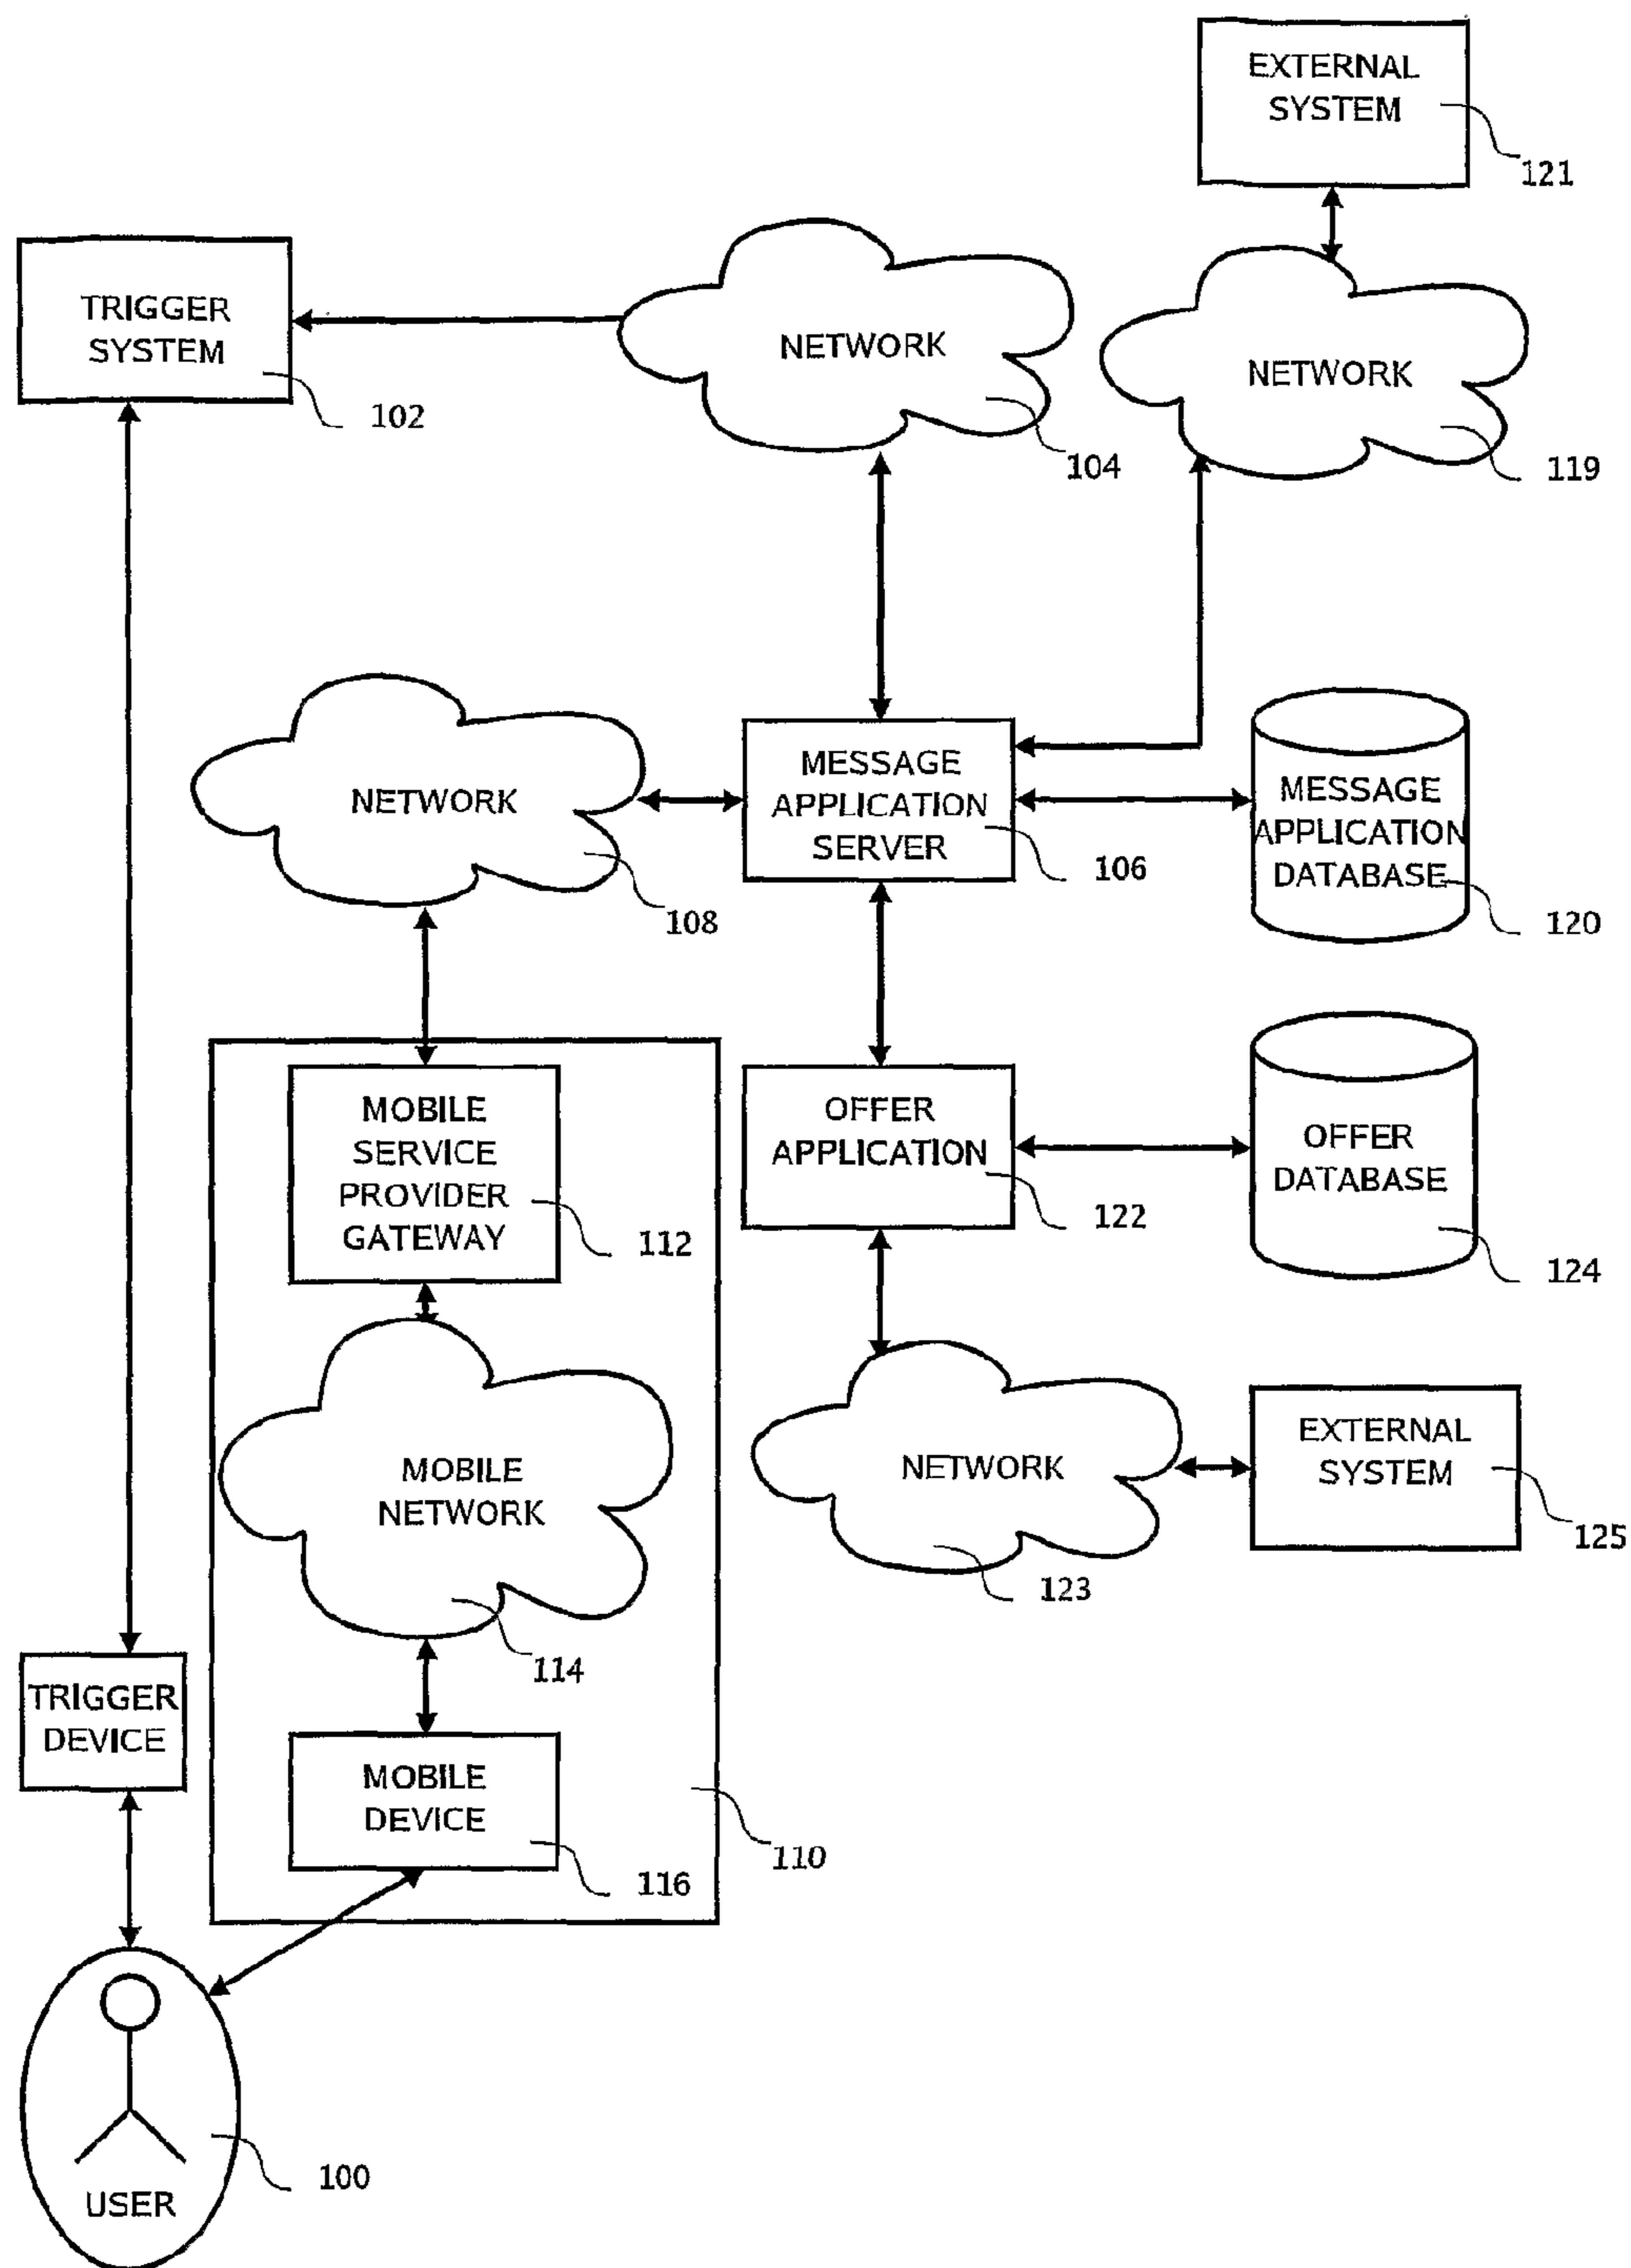 EXTERNAL
SYSTEM
121
TRIGGER
SYSTEM
102
NETWORK
104
NETWORK
119
NETWORK
108
MESSAGE
APPLICATION
SERVER
106
MESSAGE
APPLICATION
DATABASE
120
MOBILE
SERVICE
PROVIDER
GATEWAY
112
OFFER
APPLICATION
122
OFFER
DATABASE
124
MOBILE
NETWORK
114
NETWORK
123
EXTERNAL
SYSTEM
125
TRIGGER
DEVICE
MOBILE
DEVICE
116
110
USER
100